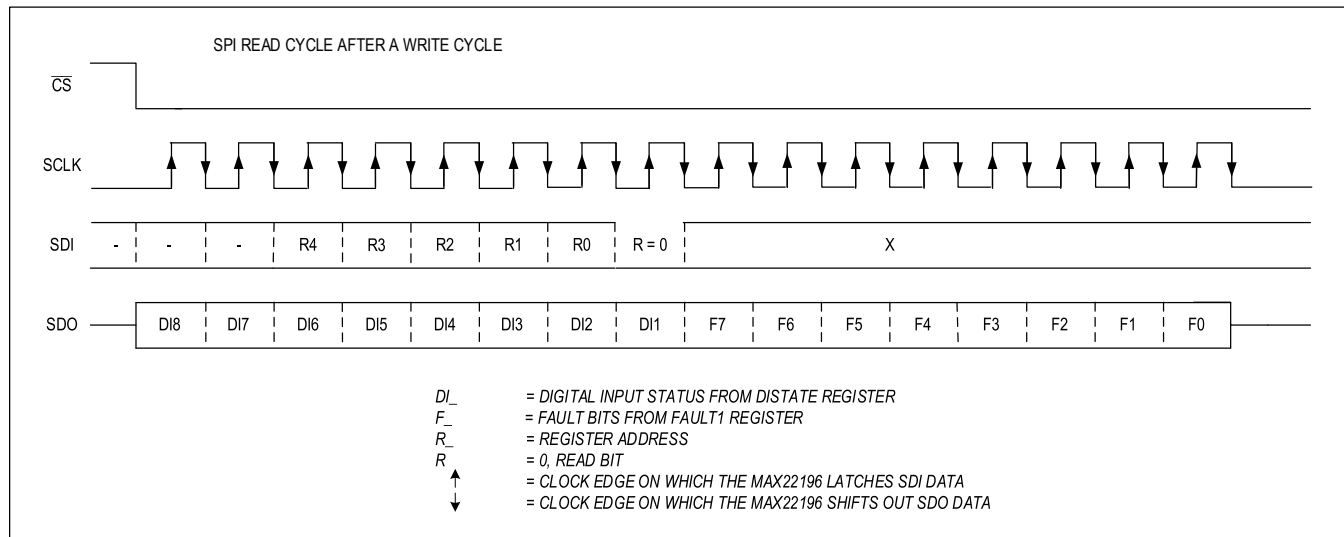 SPI READ CYCLE AFTER A WRITE CYCLE
CS
SCLK
SDI - - - R4 R3 R2 R1 R0 R = 0 X
SDO DI8 DI7 DI6 DI5 DI4 DI3 DI2 DI1 F7 F6 F5 F4 F3 F2 F1 F0
DI_ = DIGITAL INPUT STATUS FROM DISTATE REGISTER
F_ = FAULT BITS FROM FAULT1 REGISTER
R_ = REGISTER ADDRESS
R = 0, READ BIT
= CLOCK EDGE ON WHICH THE MAX22196 LATCHES SDI DATA
= CLOCK EDGE ON WHICH THE MAX22196 SHIFTS OUT SDO DATA